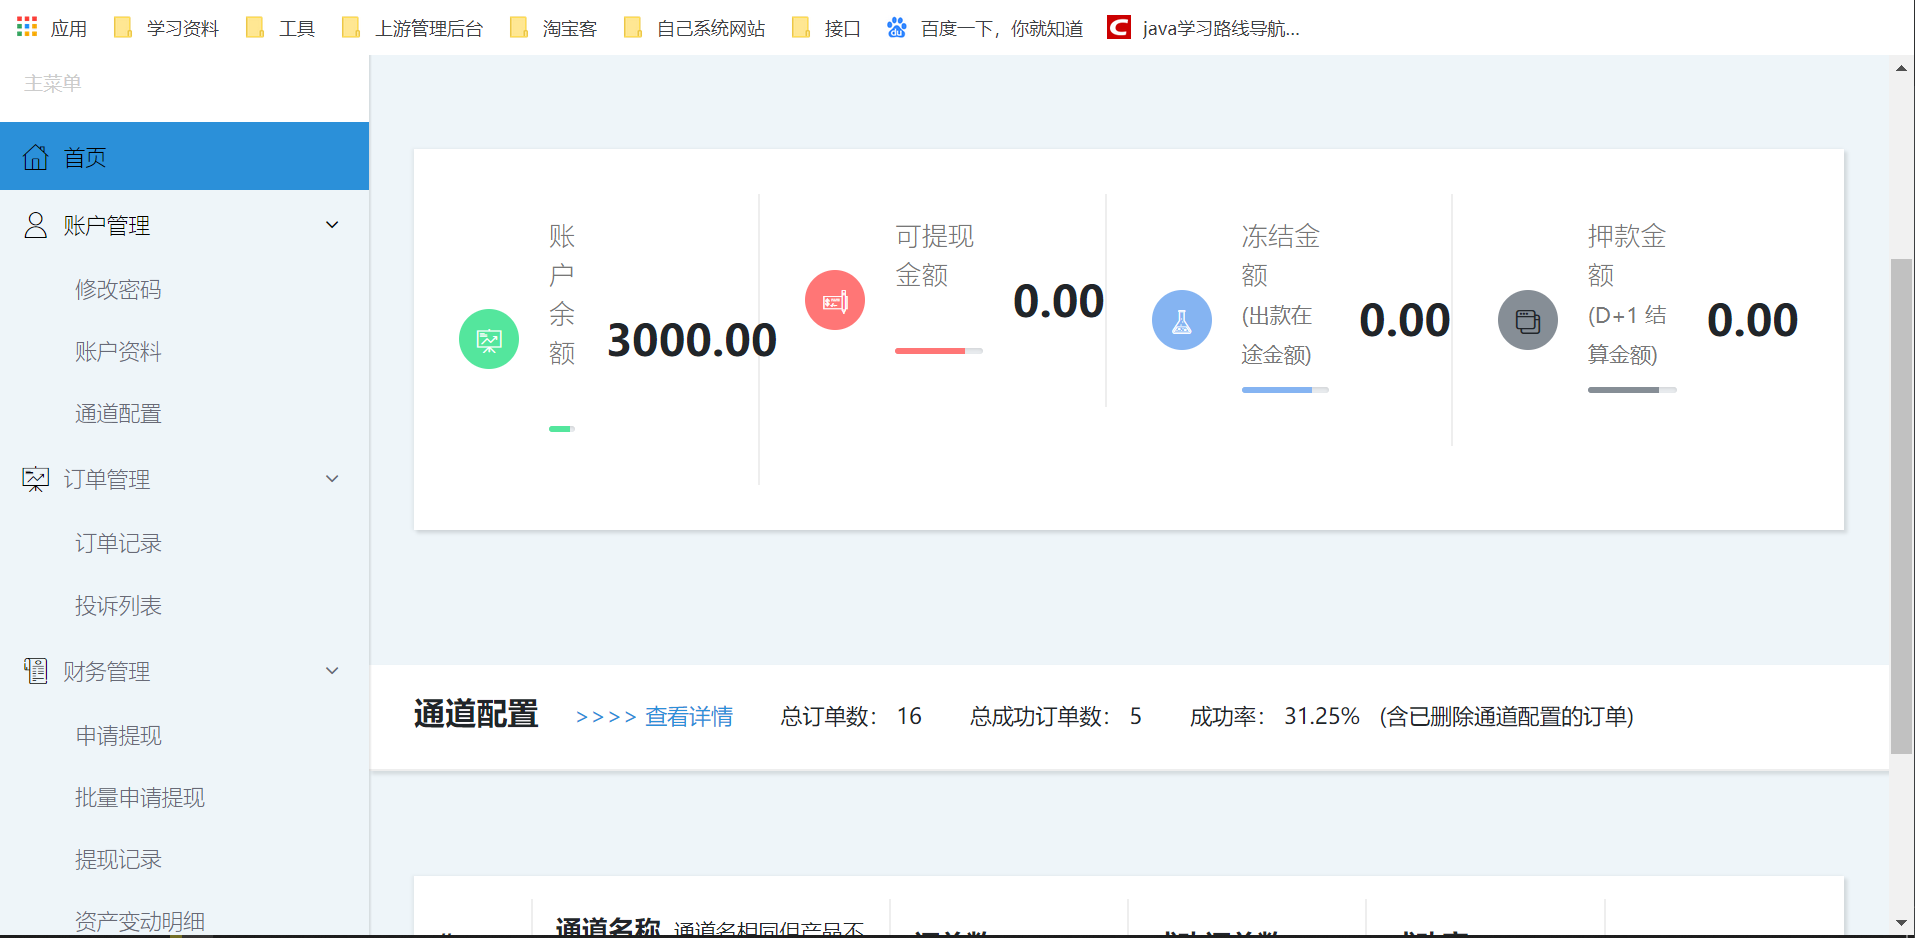 应用 学习资料 工具 上游管理后台 淘宝客 自己系统网站 接口 百度一下，你就知道 java学习路线导航...
主菜单
首页
账户管理
修改密码
账户资料
通道配置
订单管理
订单记录
投诉列表
财务管理
申请提现
批量申请提现
提现记录
资产变动明细
账
户
余
额
3000.00
可提现
金额
0.00
冻结金
额
(出款在
途金额)
0.00
押款金
额
(D+1 结
算金额)
0.00
通道配置 >>>> 查看详情 总订单数： 16 总成功订单数： 5 成功率： 31.25% (含已删除通道配置的订单)
通道名称 通道名相同但产品不